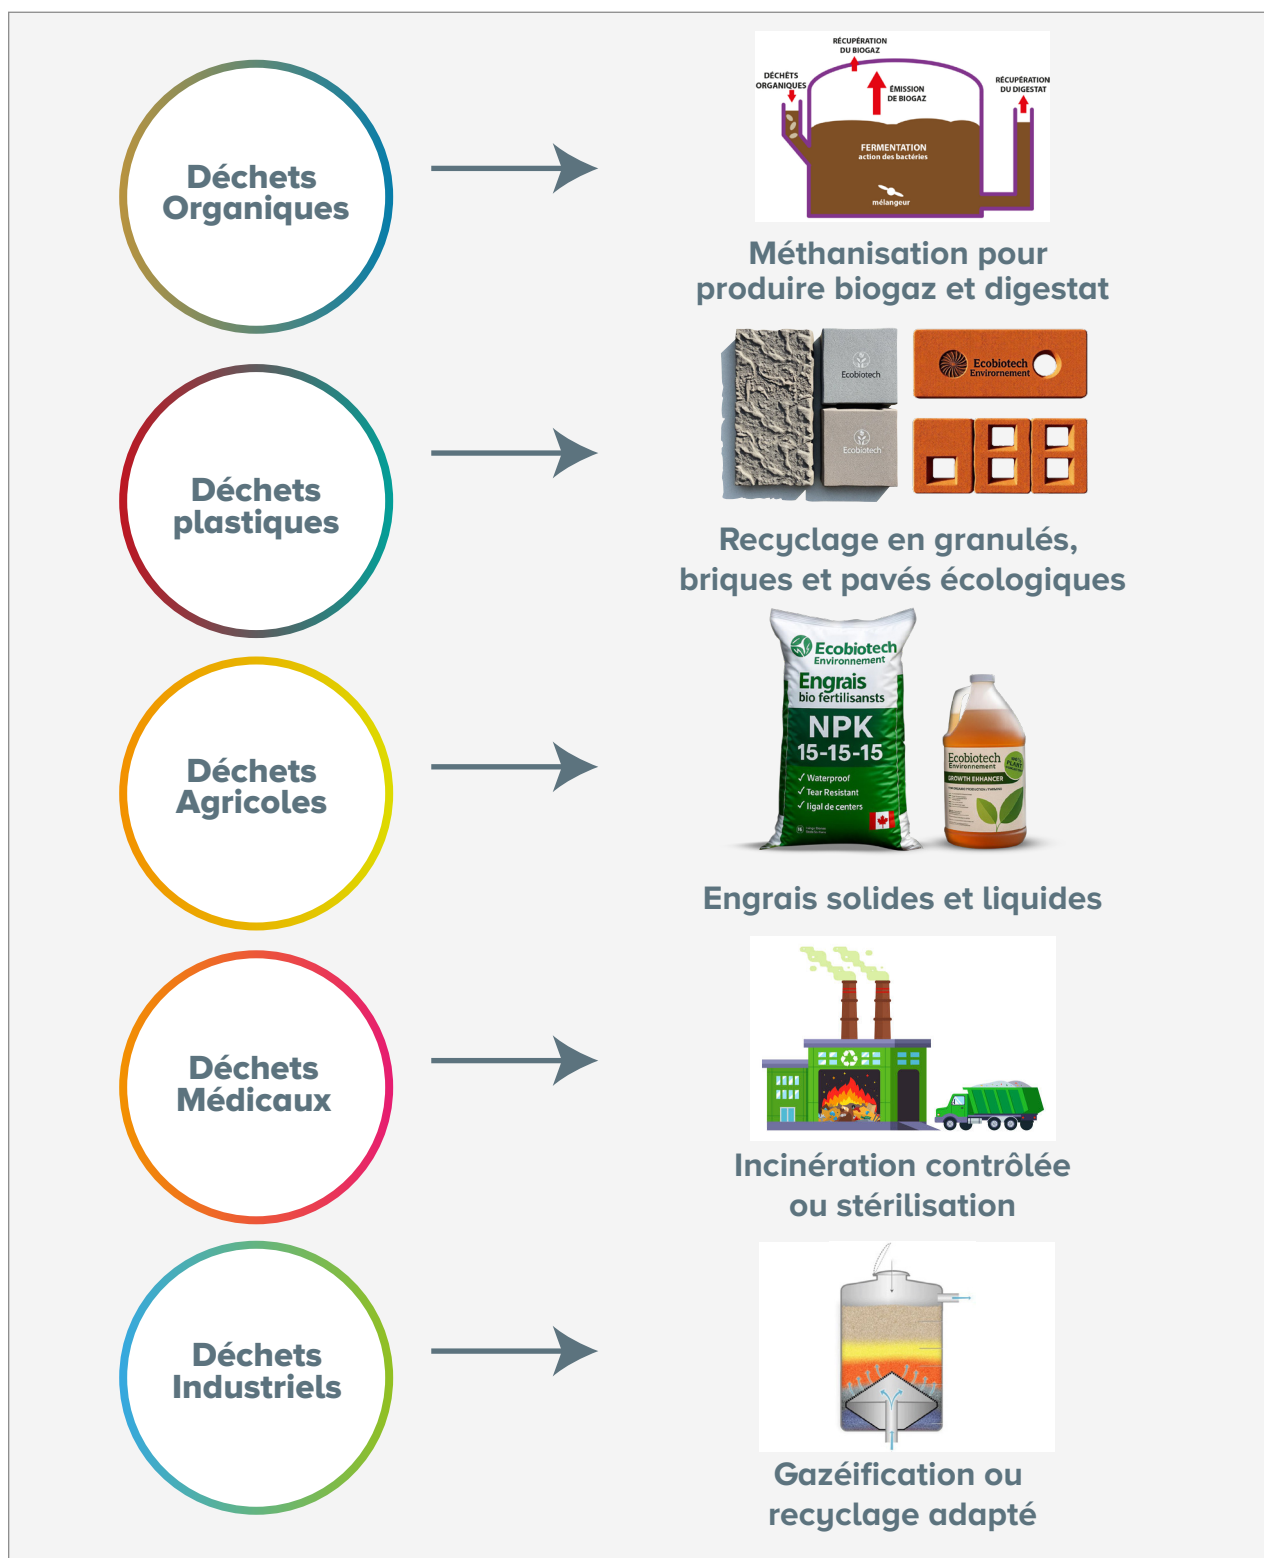 Déchets
Organiques
RÉCUPÉRATION
DU BIOGAZ
DÉCHÊTS
ORGANIQUES
ÉMISSION
DE BIOGAZ
RÉCUPÉRATION
DU DIGESTAT
FERMENTATION
action des bactéries
mélangeur
Méthanisation pour
produire biogaz et digestat
Déchets
plastiques
Ecobiotech
Ecobiotech
Ecobiotech
Envirornement
Recyclage en granulés,
briques et pavés écologiques
Déchets
Agricoles
Ecobiotech
Environnement
Engrais
bio fertilisansts
NPK
15-15-15
✓ Waterproof
✓ Tear Resistant
✓ ligal de centers
Ecobiotech
Environnement
PLANT
GROWTH ENHANCER
Engrais solides et liquides
Déchets
Médicaux
Incinération contrôlée
ou stérilisation
Déchets
Industriels
Gazéification ou
recyclage adapté